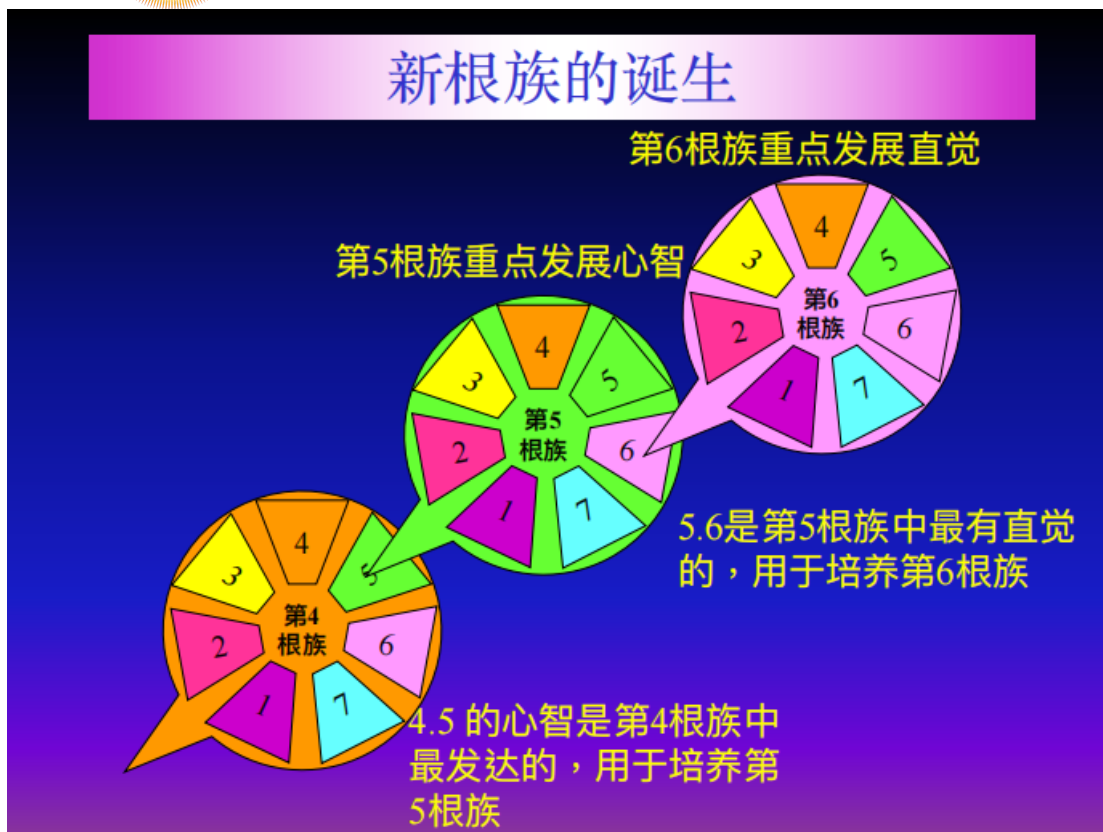 新根族的诞生
第6根族重点发展直觉
4
3
5
第6
根族
2
6
1
7
第5根族重点发展心智
4
3
5
第5
根族
2
6
1
7
5.6是第5根族中最有直觉
的，用于培养第6根族
4
3
5
第4
根族
2
6
1
7
4.5 的心智是第4根族中
最发达的，用于培养第
5根族